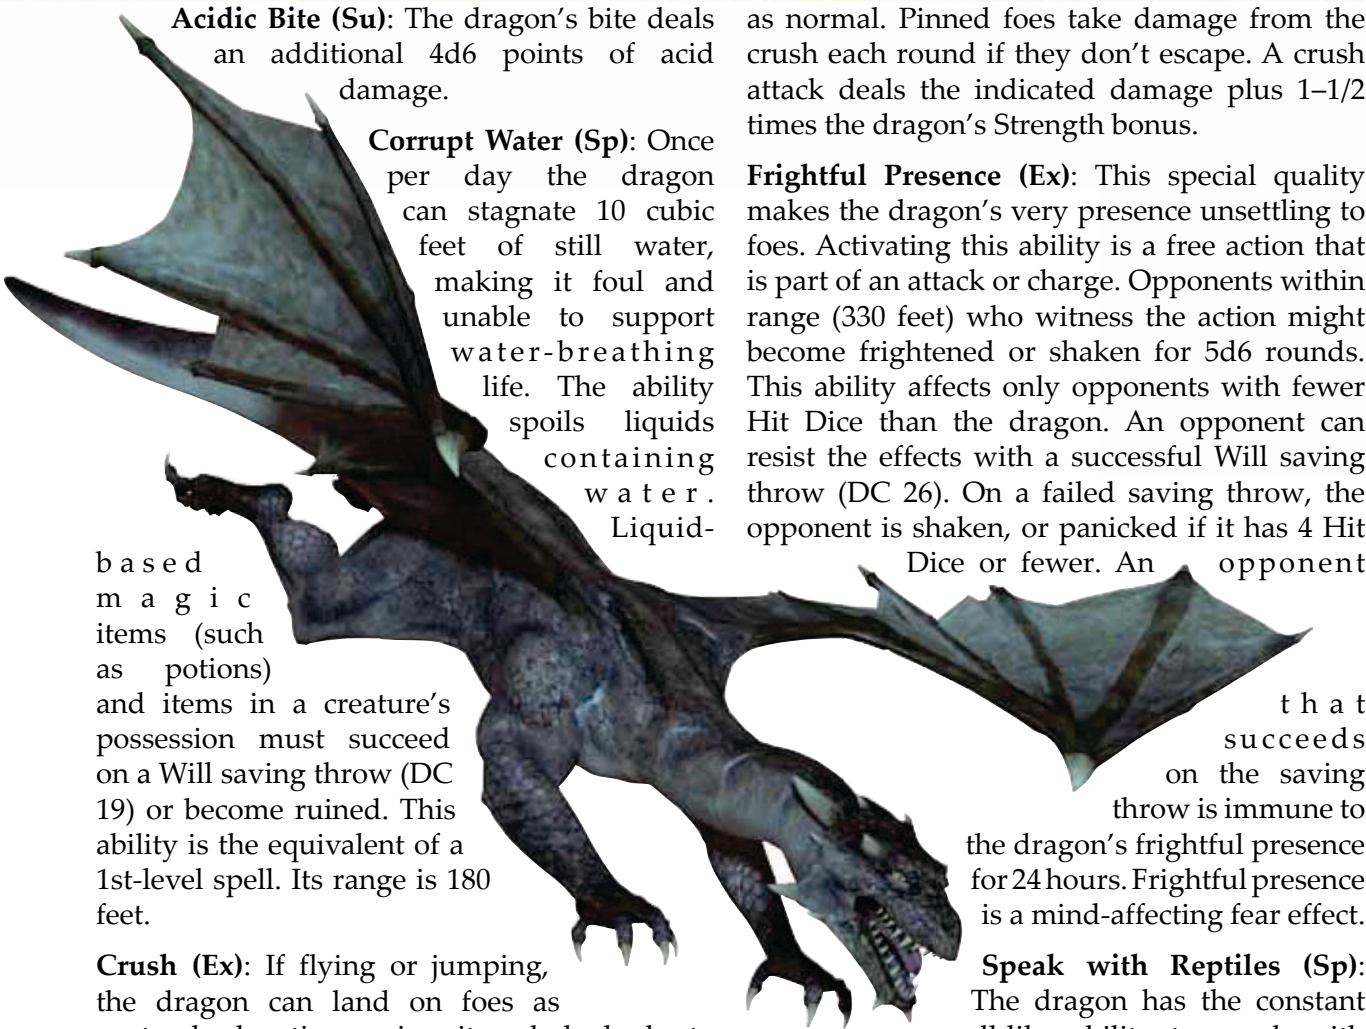 Acidic Bite (Su): The dragon's bite deals
an additional 4d6 points of acid
damage.
Corrupt Water (Sp): Once
per day the dragon
can stagnate 10 cubic
feet of still water,
making it foul and
unable to support
water-breathing
life. The ability
spoils liquids
containing
water.
Liquid-
based
magic
items (such
as potions)
and items in a creature's
possession must succeed
on a Will saving throw (DC
19) or become ruined. This
ability is the equivalent of a
1st-level spell. Its range is 180
feet.
Crush (Ex): If flying or jumping,
the dragon can land on foes as
as normal. Pinned foes take damage from the
crush each round if they don't escape. A crush
attack deals the indicated damage plus 1–1/2
times the dragon's Strength bonus.
Frightful Presence (Ex): This special quality
makes the dragon's very presence unsettling to
foes. Activating this ability is a free action that
is part of an attack or charge. Opponents within
range (330 feet) who witness the action might
become frightened or shaken for 5d6 rounds.
This ability affects only opponents with fewer
Hit Dice than the dragon. An opponent can
resist the effects with a successful Will saving
throw (DC 26). On a failed saving throw, the
opponent is shaken, or panicked if it has 4 Hit
Dice or fewer. An opponent
that
succeeds
on the saving
throw is immune to
the dragon's frightful presence
for 24 hours. Frightful presence
is a mind-affecting fear effect.
Speak with Reptiles (Sp):
The dragon has the constant